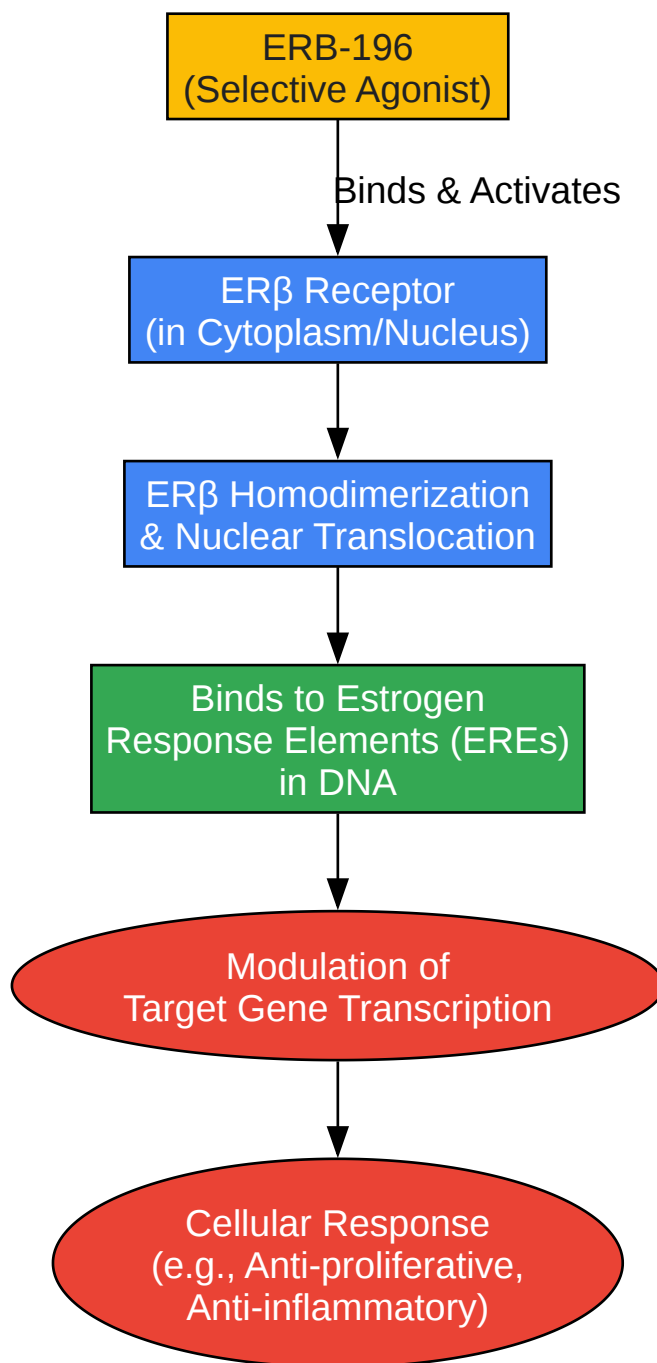 ERB-196
(Selective Agonist)
Binds & Activates
ERβ Receptor
(in Cytoplasm/Nucleus)
ERβ Homodimerization
& Nuclear Translocation
Binds to Estrogen
Response Elements (EREs)
in DNA
Modulation of
Target Gene Transcription
Cellular Response
(e.g., Anti-proliferative,
Anti-inflammatory)